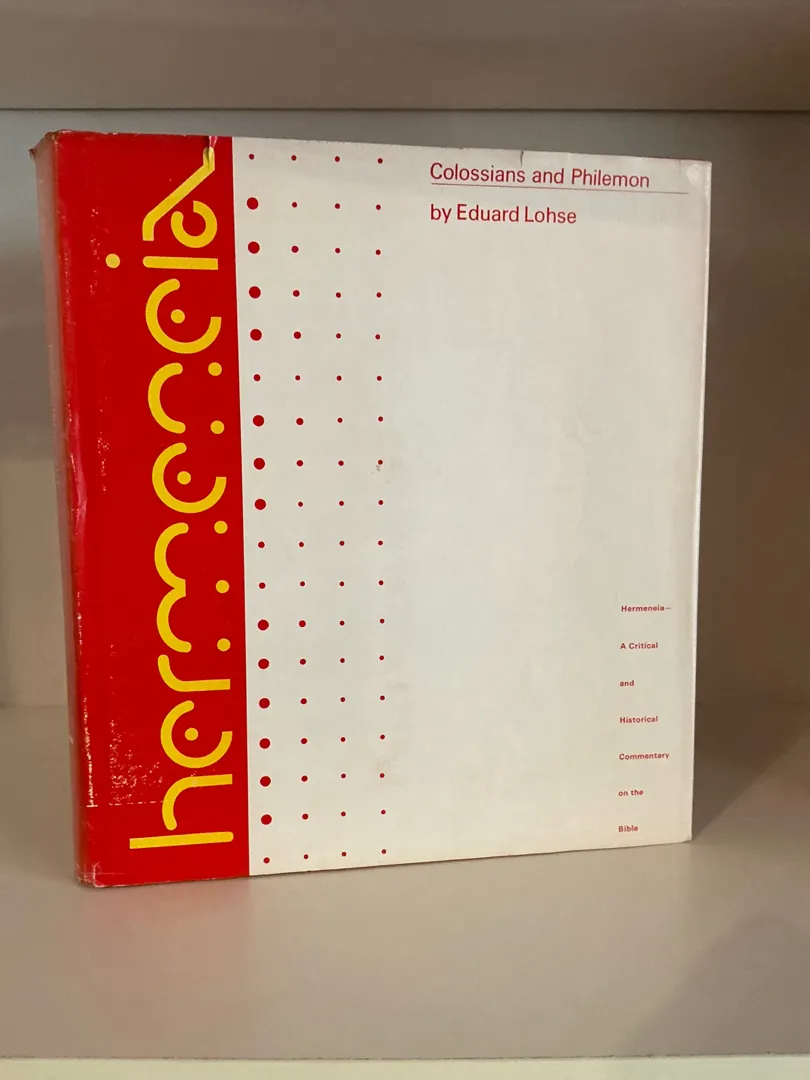 hermeneia
Colossians and Philemon
by Eduard Lohse
Hermeneia—
A Critical
and
Historical
Commentary
on the
Bible